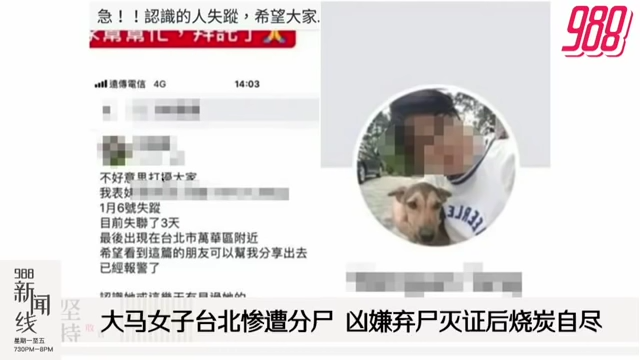 急！！認識的人失蹤，希望大家...
988
遠傳電信 4G 14:03
不好意思打擾大家
我表
1月6號失蹤
目前失聯了3天
最後出現在台北市萬華區附近
希望看到這篇的朋友可以幫我分享出去
已經報警了
988
新闻线
星期一至五
730PM-8PM
坚持
大马女子台北惨遭分尸 凶嫌弃尸灭证后烧炭自尽